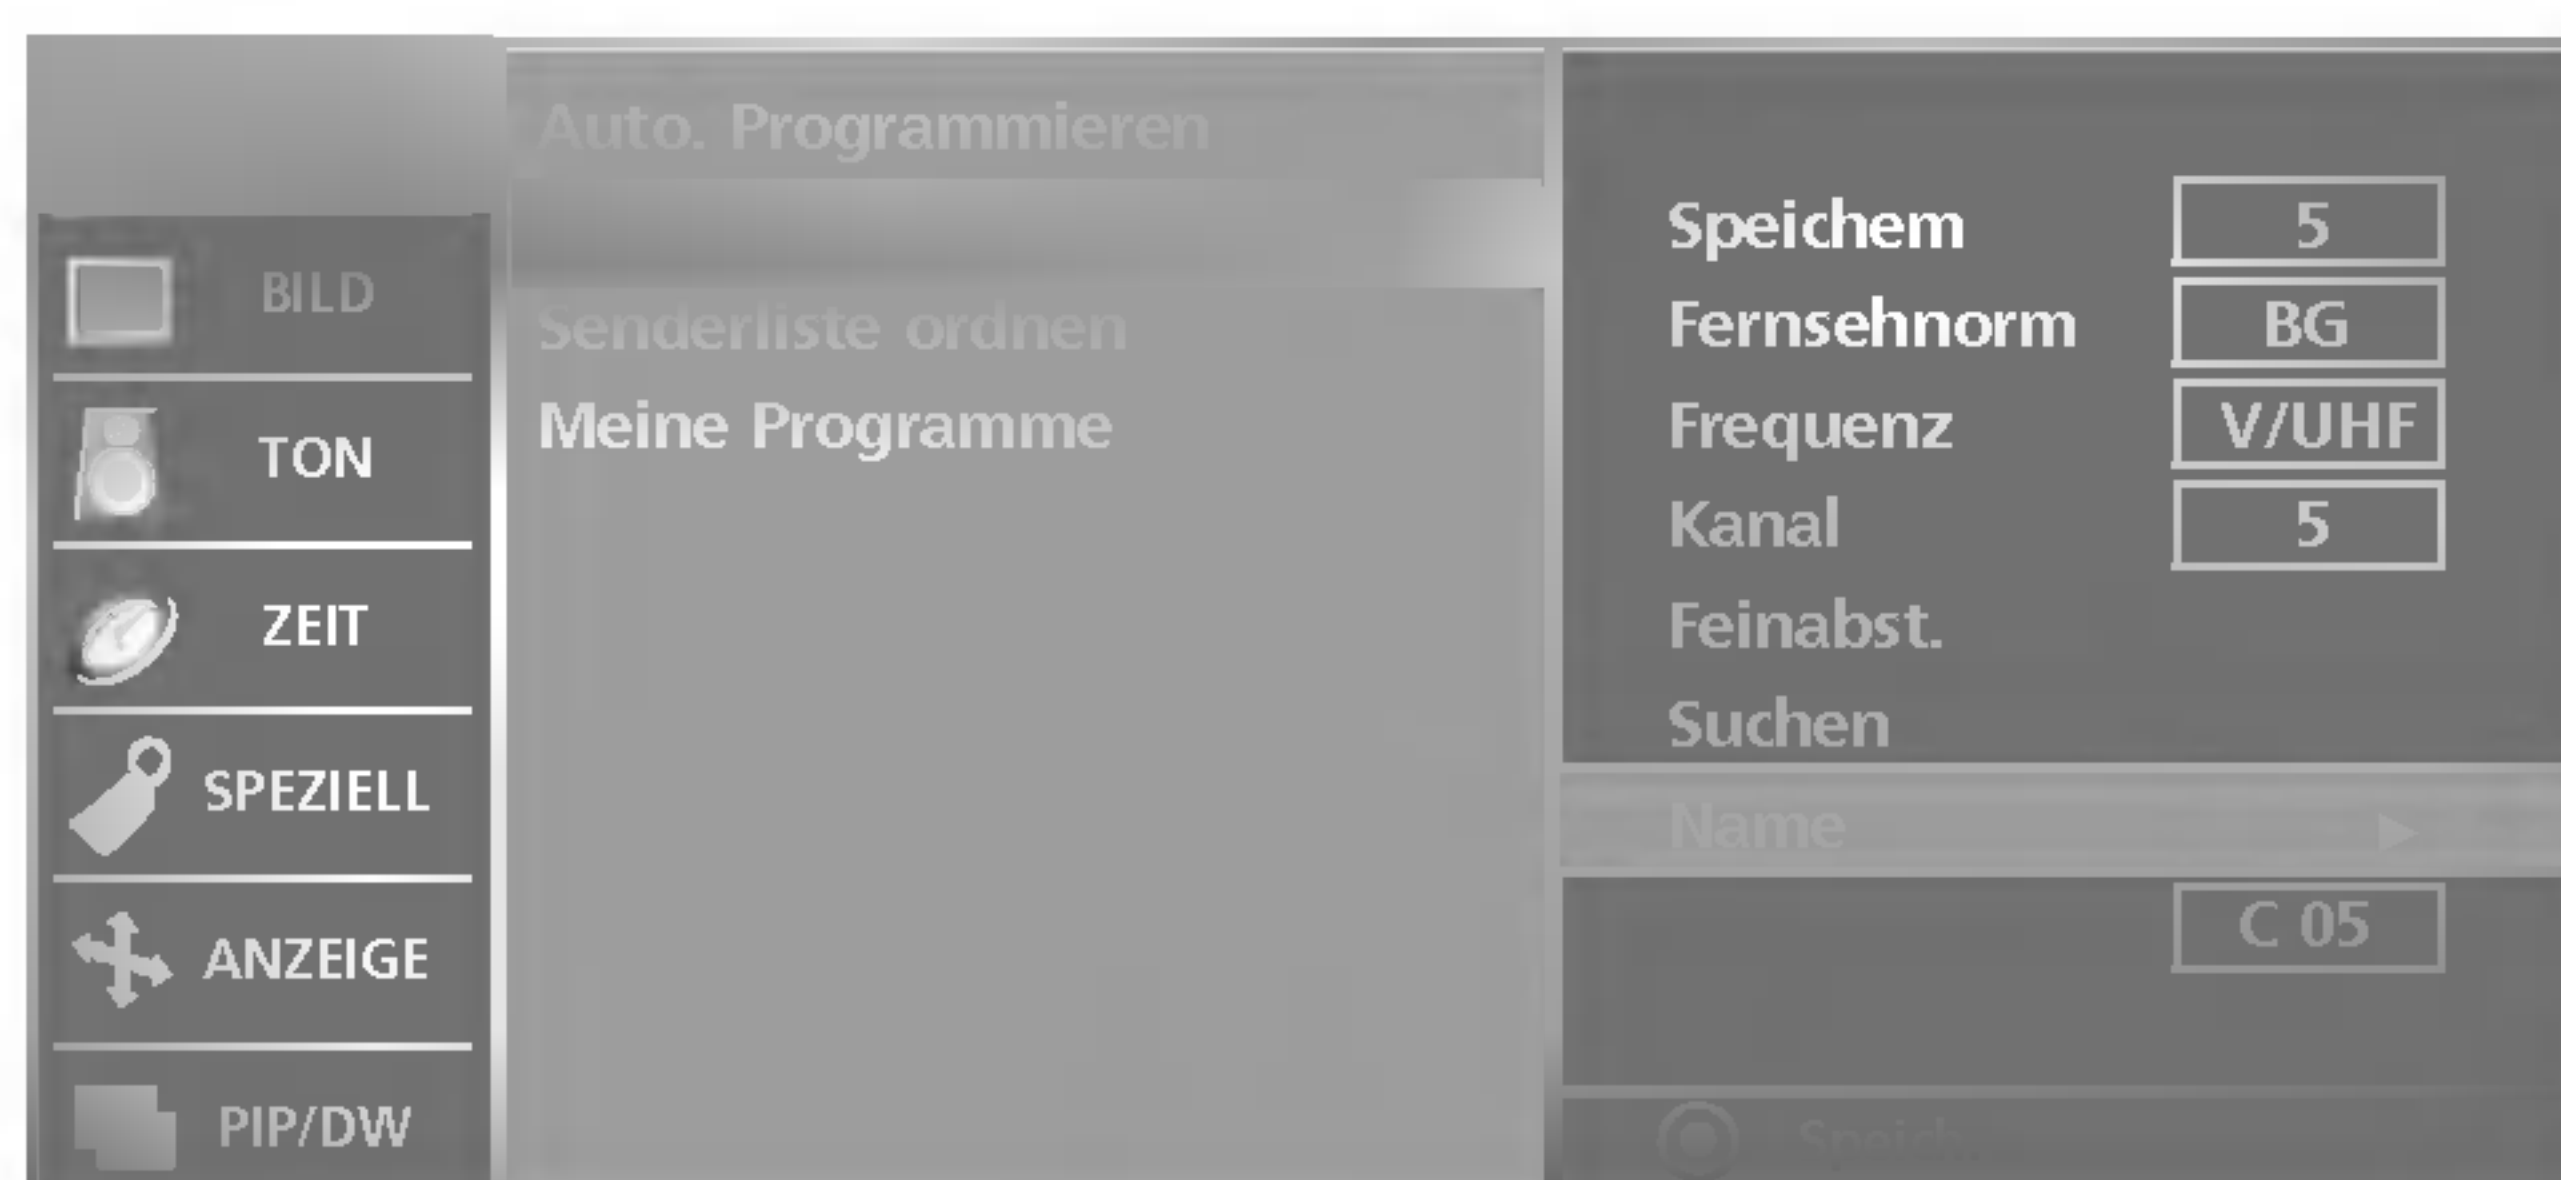 BILD
TON
ZEIT
SPEZIELL
ANZEIGE
PIP/DW
Auto. Programmieren
Senderliste ordnen
Meine Programme
Speichem 5
Fernsehnorm BG
Frequenz V/UHF
Kanal 5
Feinabst.
Suchen
Name
C 05
Speich.